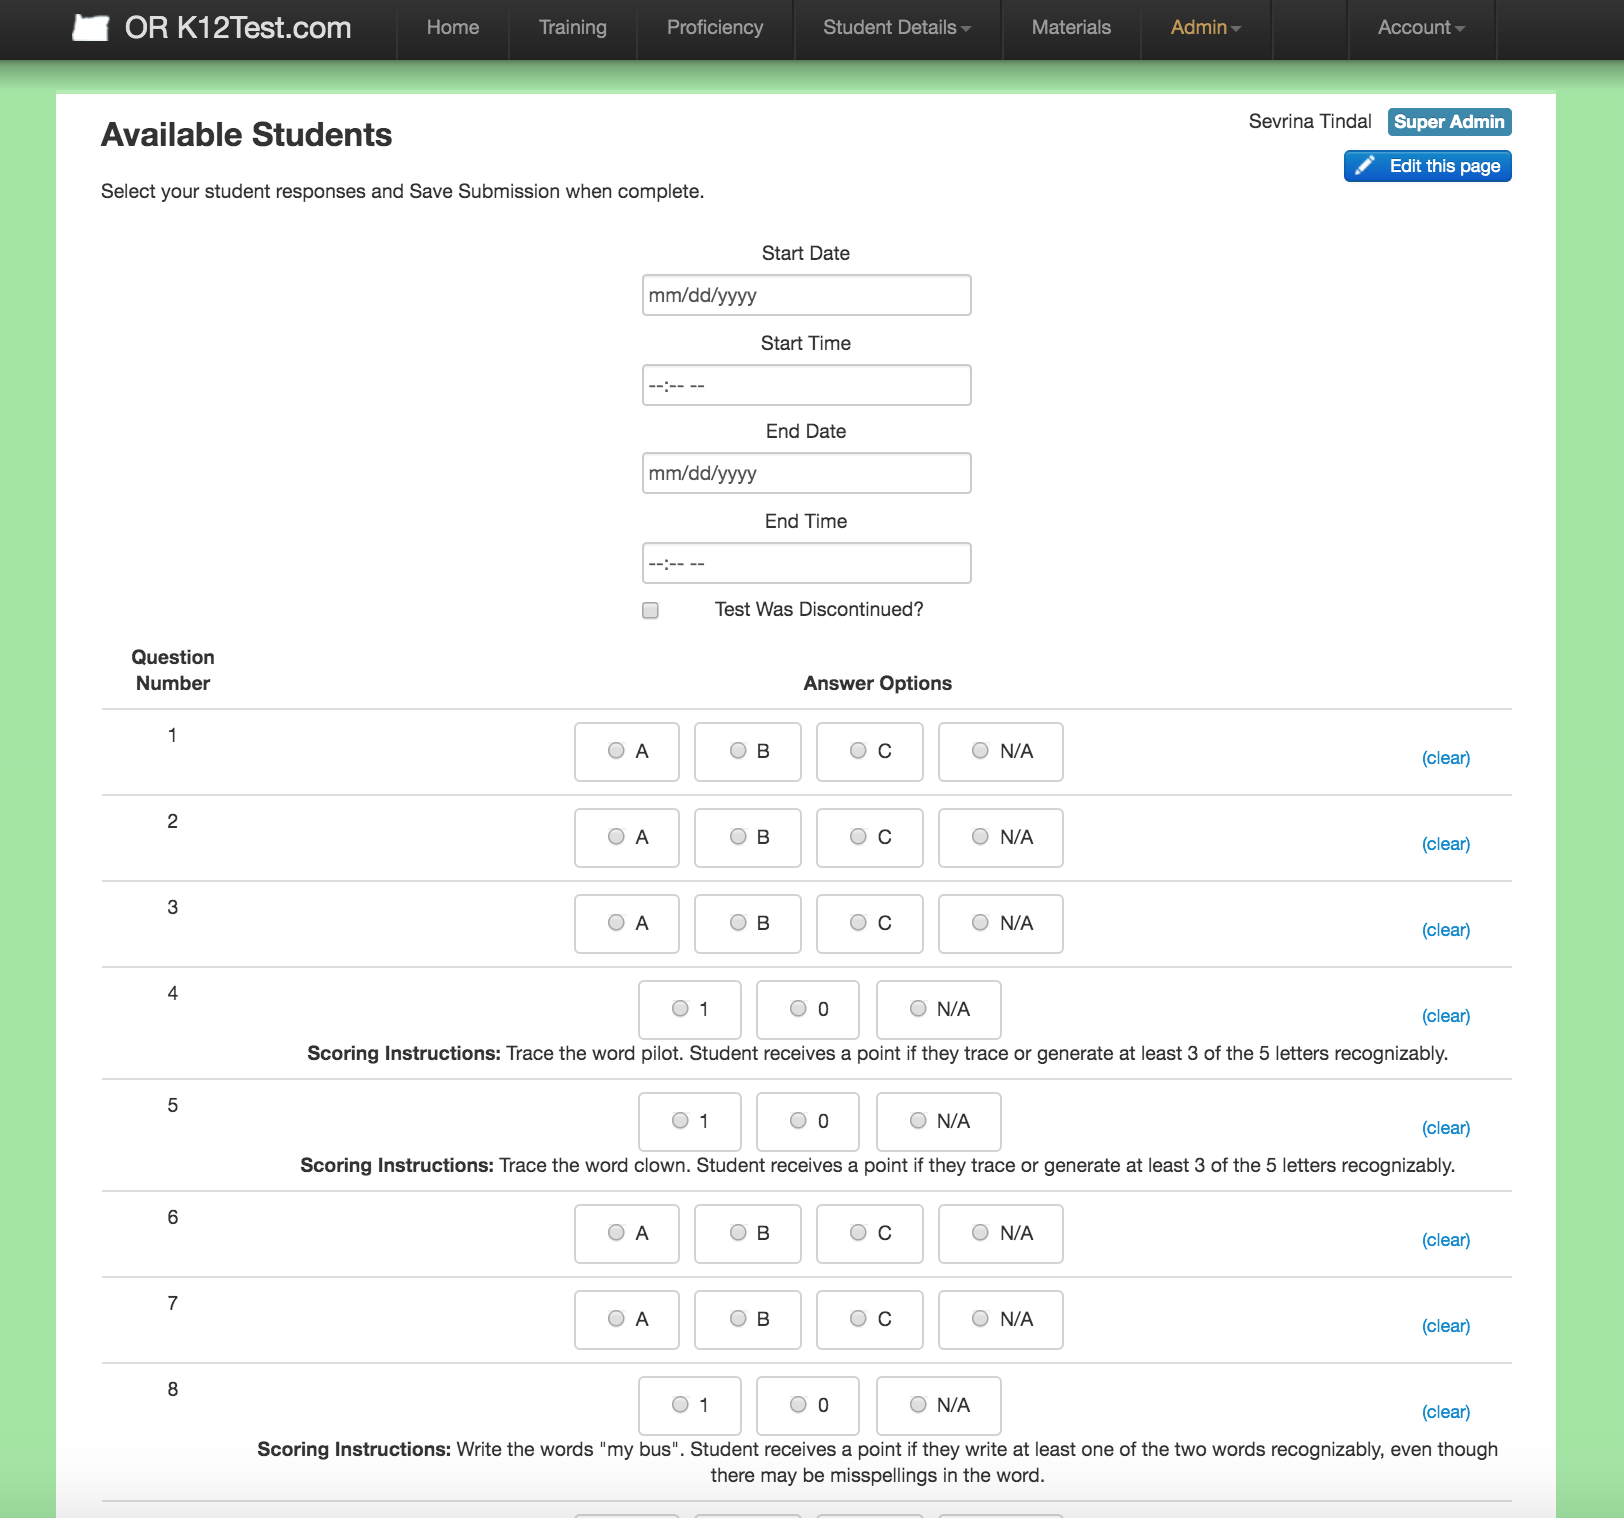 OR K12Test.com Home Training Proficiency Student Details Materials Admin Account
Available Students
Sevrina Tindal Super Admin
Edit this page
Select your student responses and Save Submission when complete.
Start Date
mm/dd/yyyy
Start Time
--:-- --
End Date
mm/dd/yyyy
End Time
--:-- --
Test Was Discontinued?
Question
Number
Answer Options
1 A B C N/A (clear)
2 A B C N/A (clear)
3 A B C N/A (clear)
4 1 0 N/A (clear)
Scoring Instructions: Trace the word pilot. Student receives a point if they trace or generate at least 3 of the 5 letters recognizably.
5 1 0 N/A (clear)
Scoring Instructions: Trace the word clown. Student receives a point if they trace or generate at least 3 of the 5 letters recognizably.
6 A B C N/A (clear)
7 A B C N/A (clear)
8 1 0 N/A (clear)
Scoring Instructions: Write the words "my bus". Student receives a point if they write at least one of the two words recognizably, even though
there may be misspellings in the word.